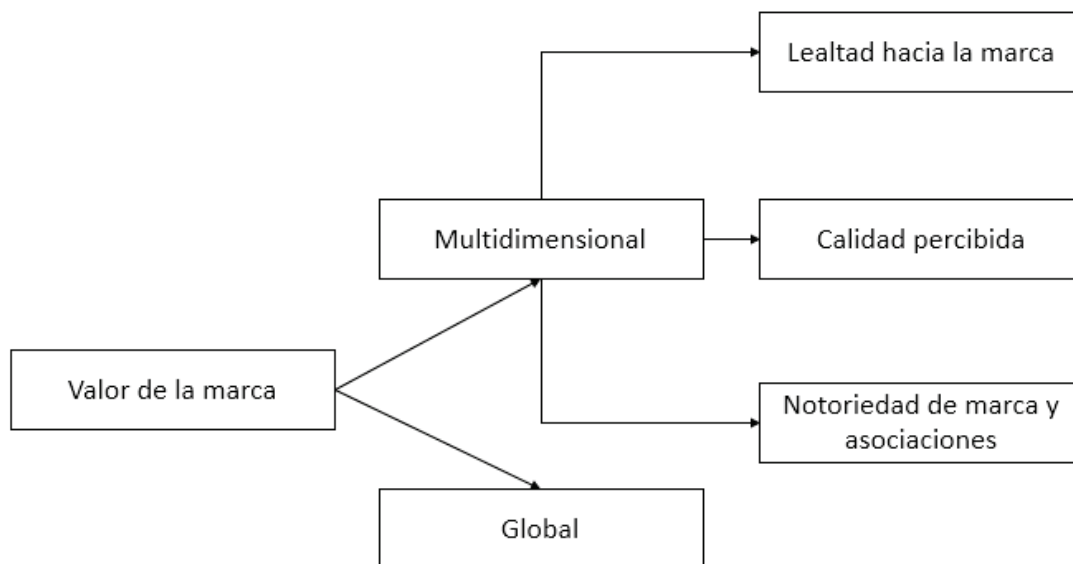 Lealtad hacia la marca
Multidimensional
Calidad percibida
Valor de la marca
Notoriedad de marca y
asociaciones
Global